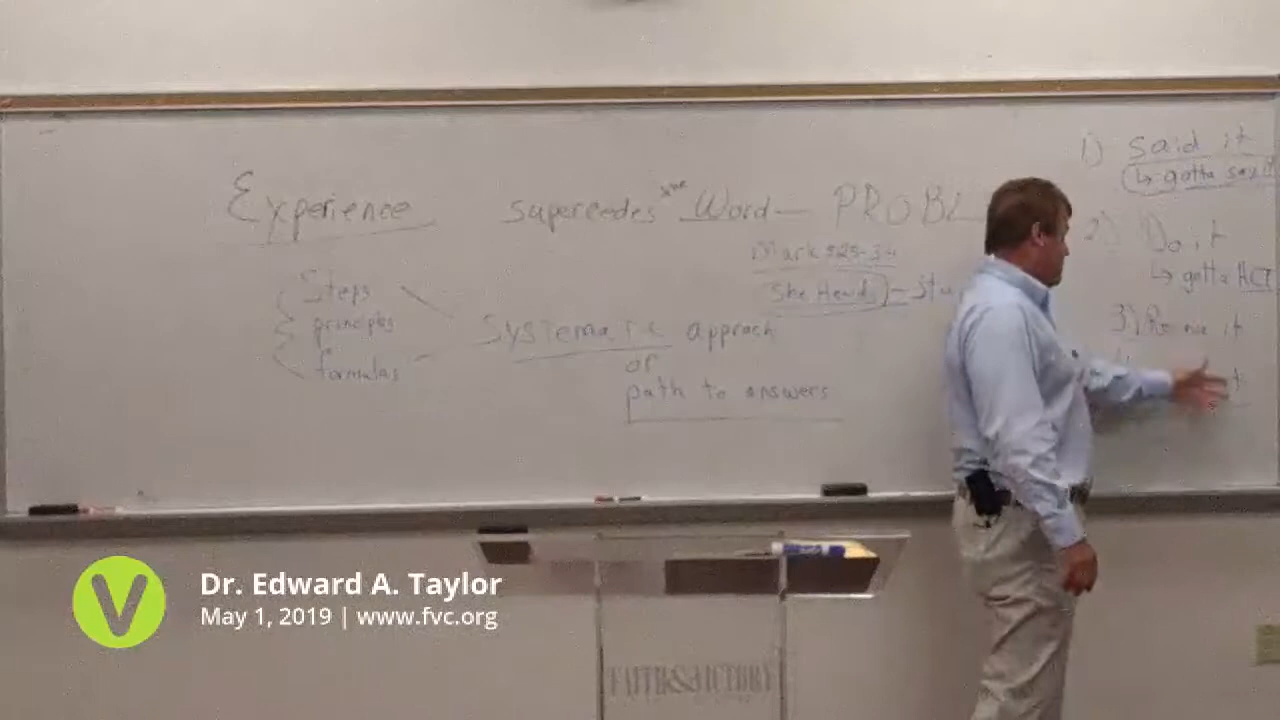 Experience supercedes the Word — PROBL
Mark 5:25-34
She Heard
Steps
principles
formulas
Systematic approach
or
path to answers
1) said it
↳ gotta say it
2) Do it
↳ gotta ACT
3) it
Dr. Edward A. Taylor
May 1, 2019 | www.fvc.org
FAITH&VICTORY